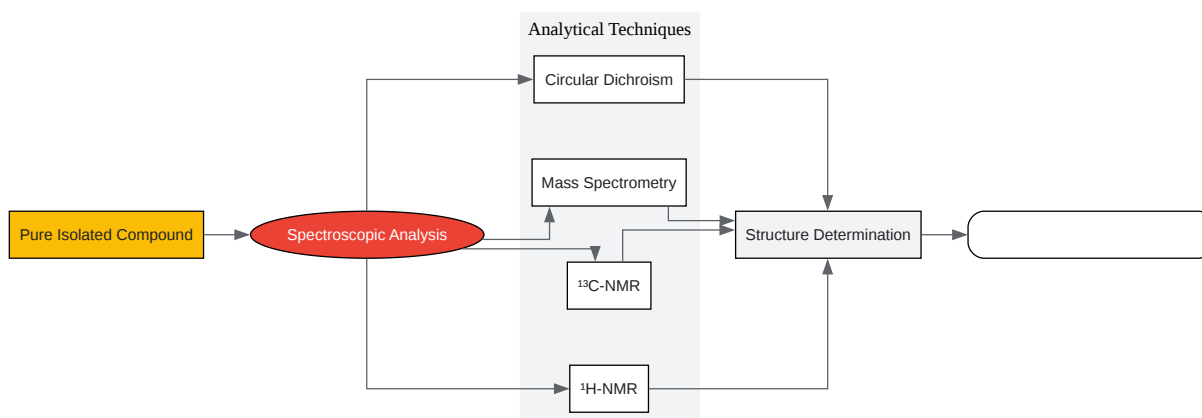 Analytical Techniques
Circular Dichroism
Mass Spectrometry
Pure Isolated Compound
Spectroscopic Analysis
Structure Determination
¹³C-NMR
¹H-NMR